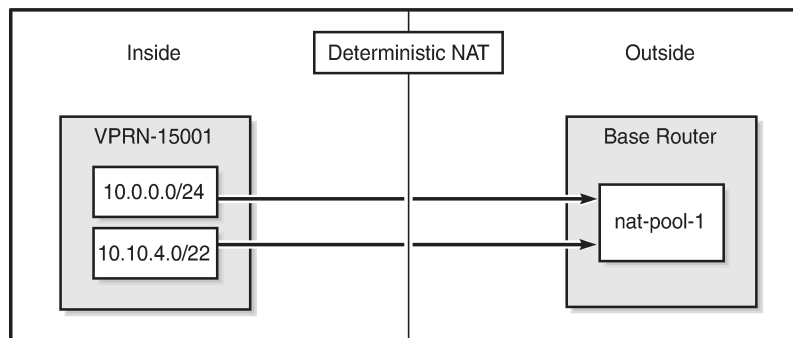 Inside
Deterministic NAT
Outside
VPRN-15001
10.0.0.0/24
10.10.4.0/22
Base Router
nat-pool-1